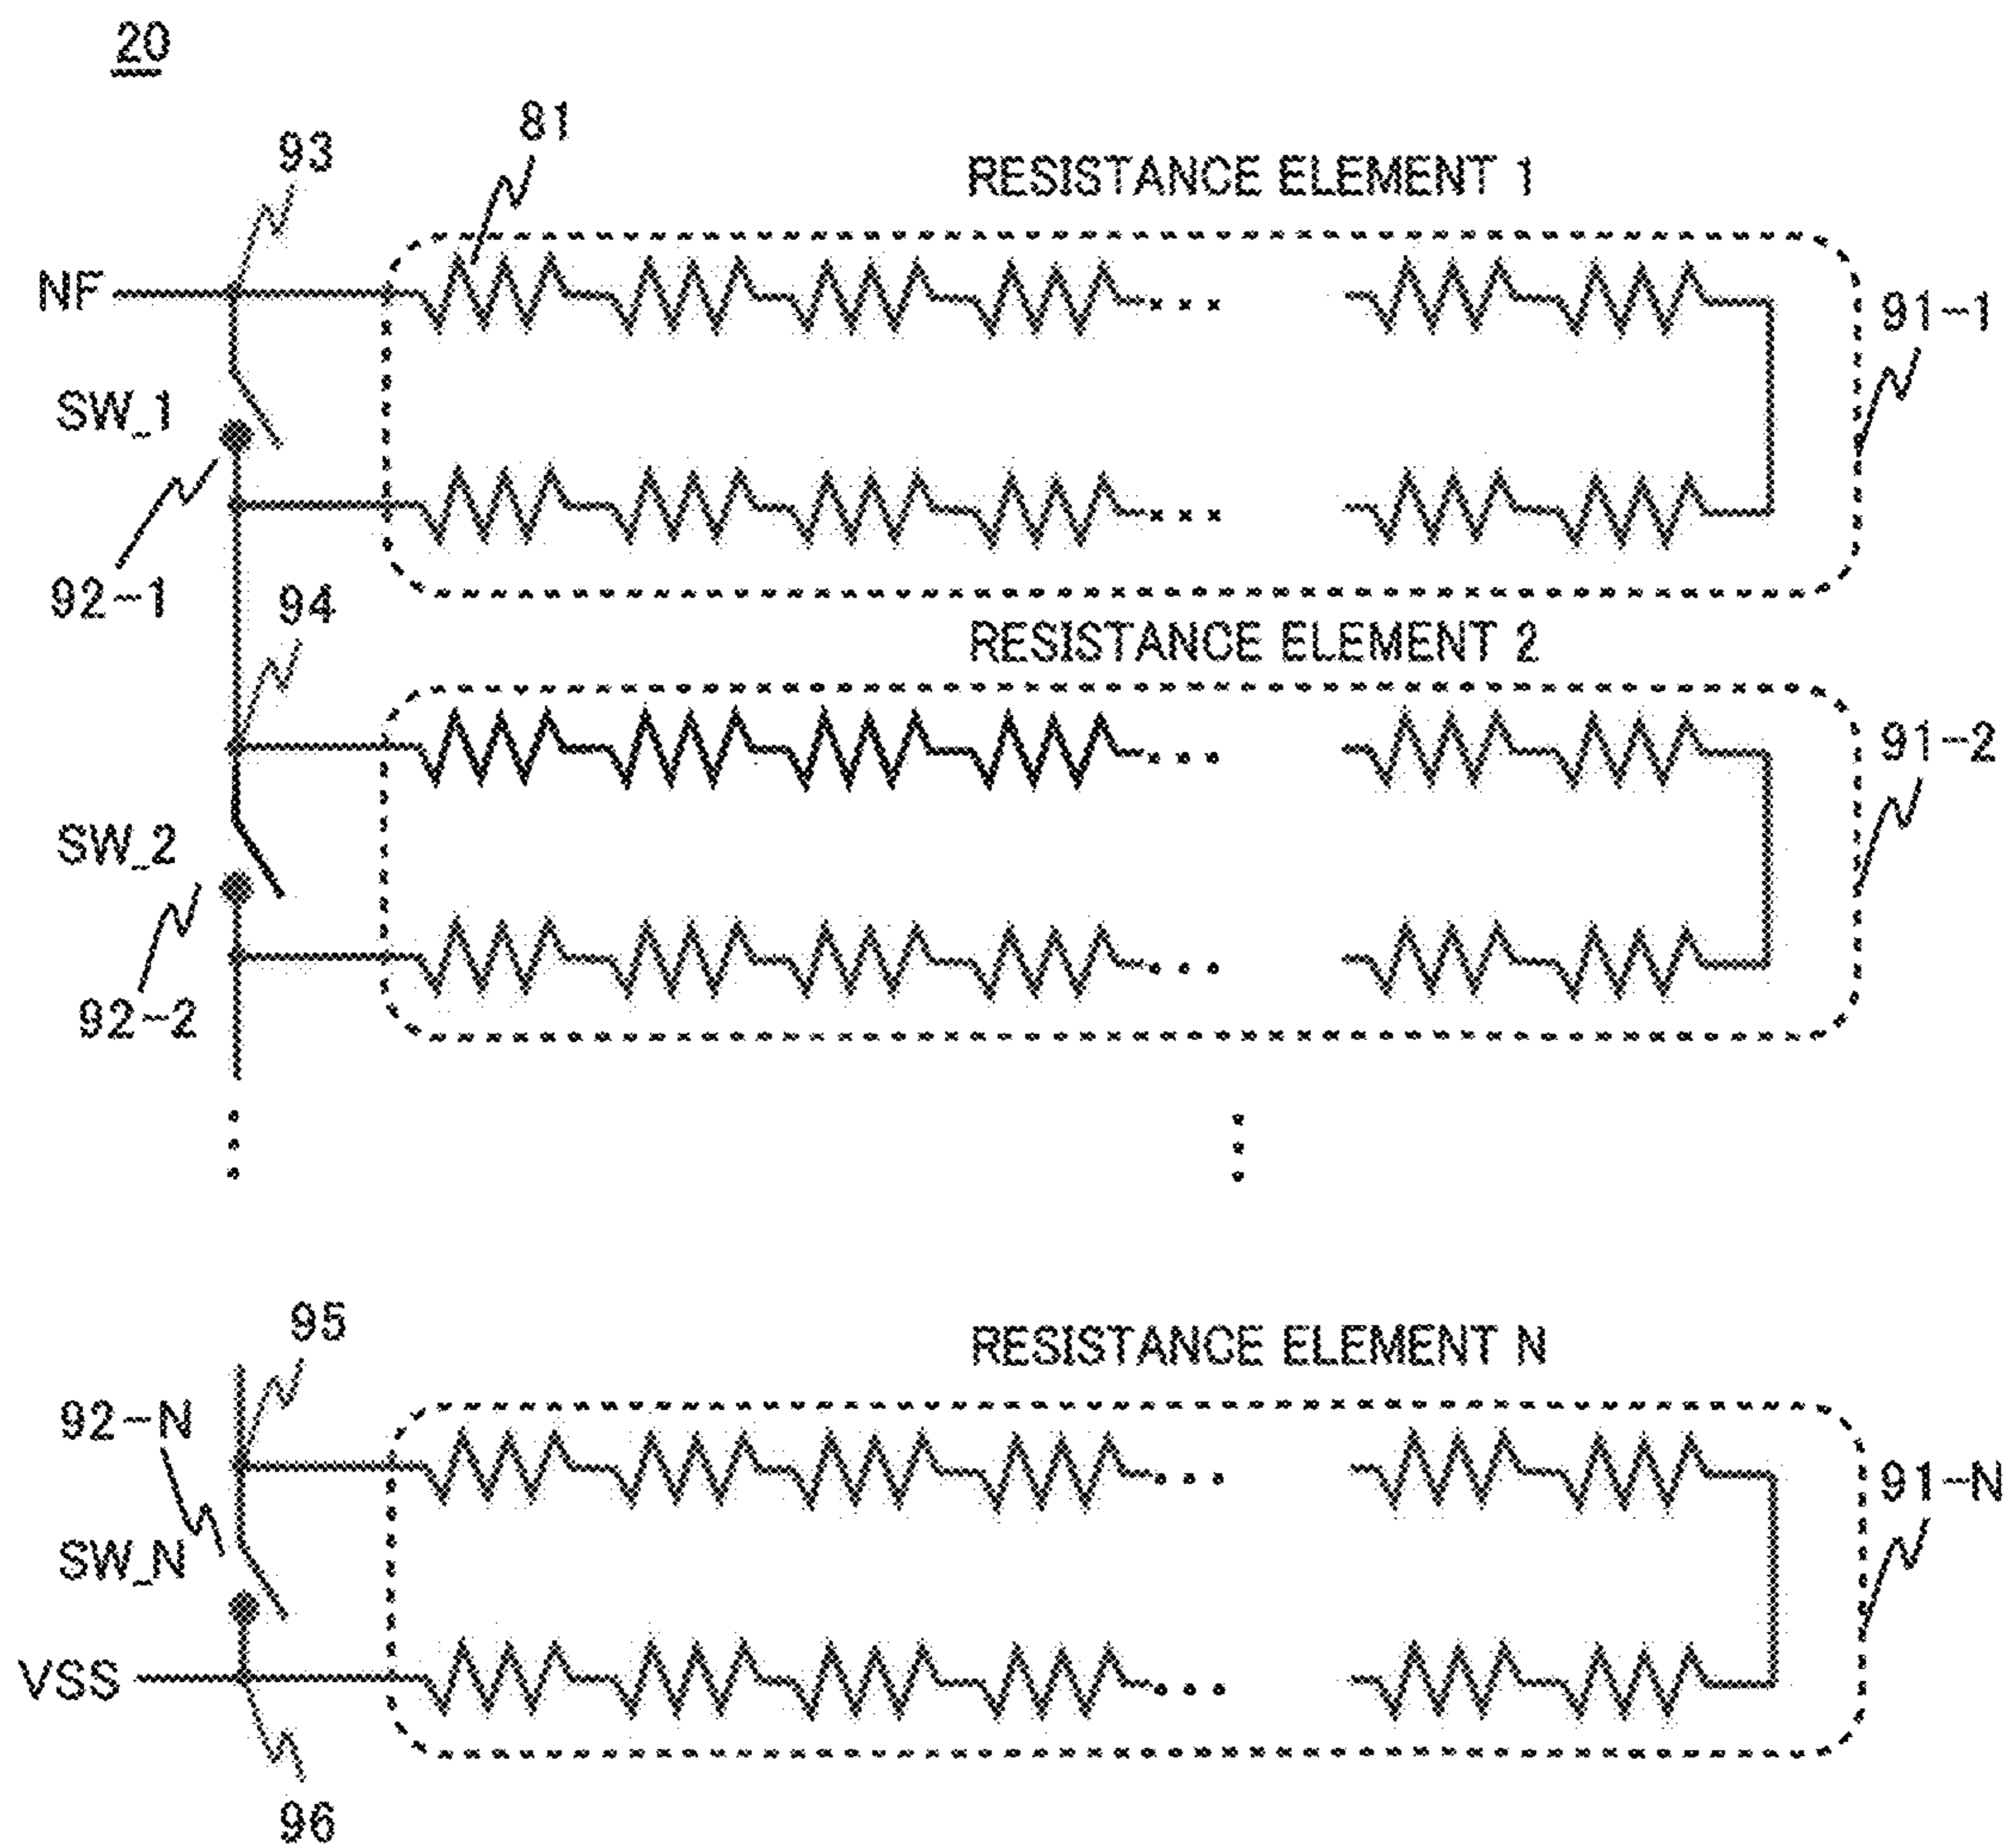 20
93
81
RESISTANCE ELEMENT 1
NF
91-1
SW_1
92-1
94
RESISTANCE ELEMENT 2
91-2
SW_2
92-2
95
RESISTANCE ELEMENT N
92-N
91-N
SW_N
VSS
96